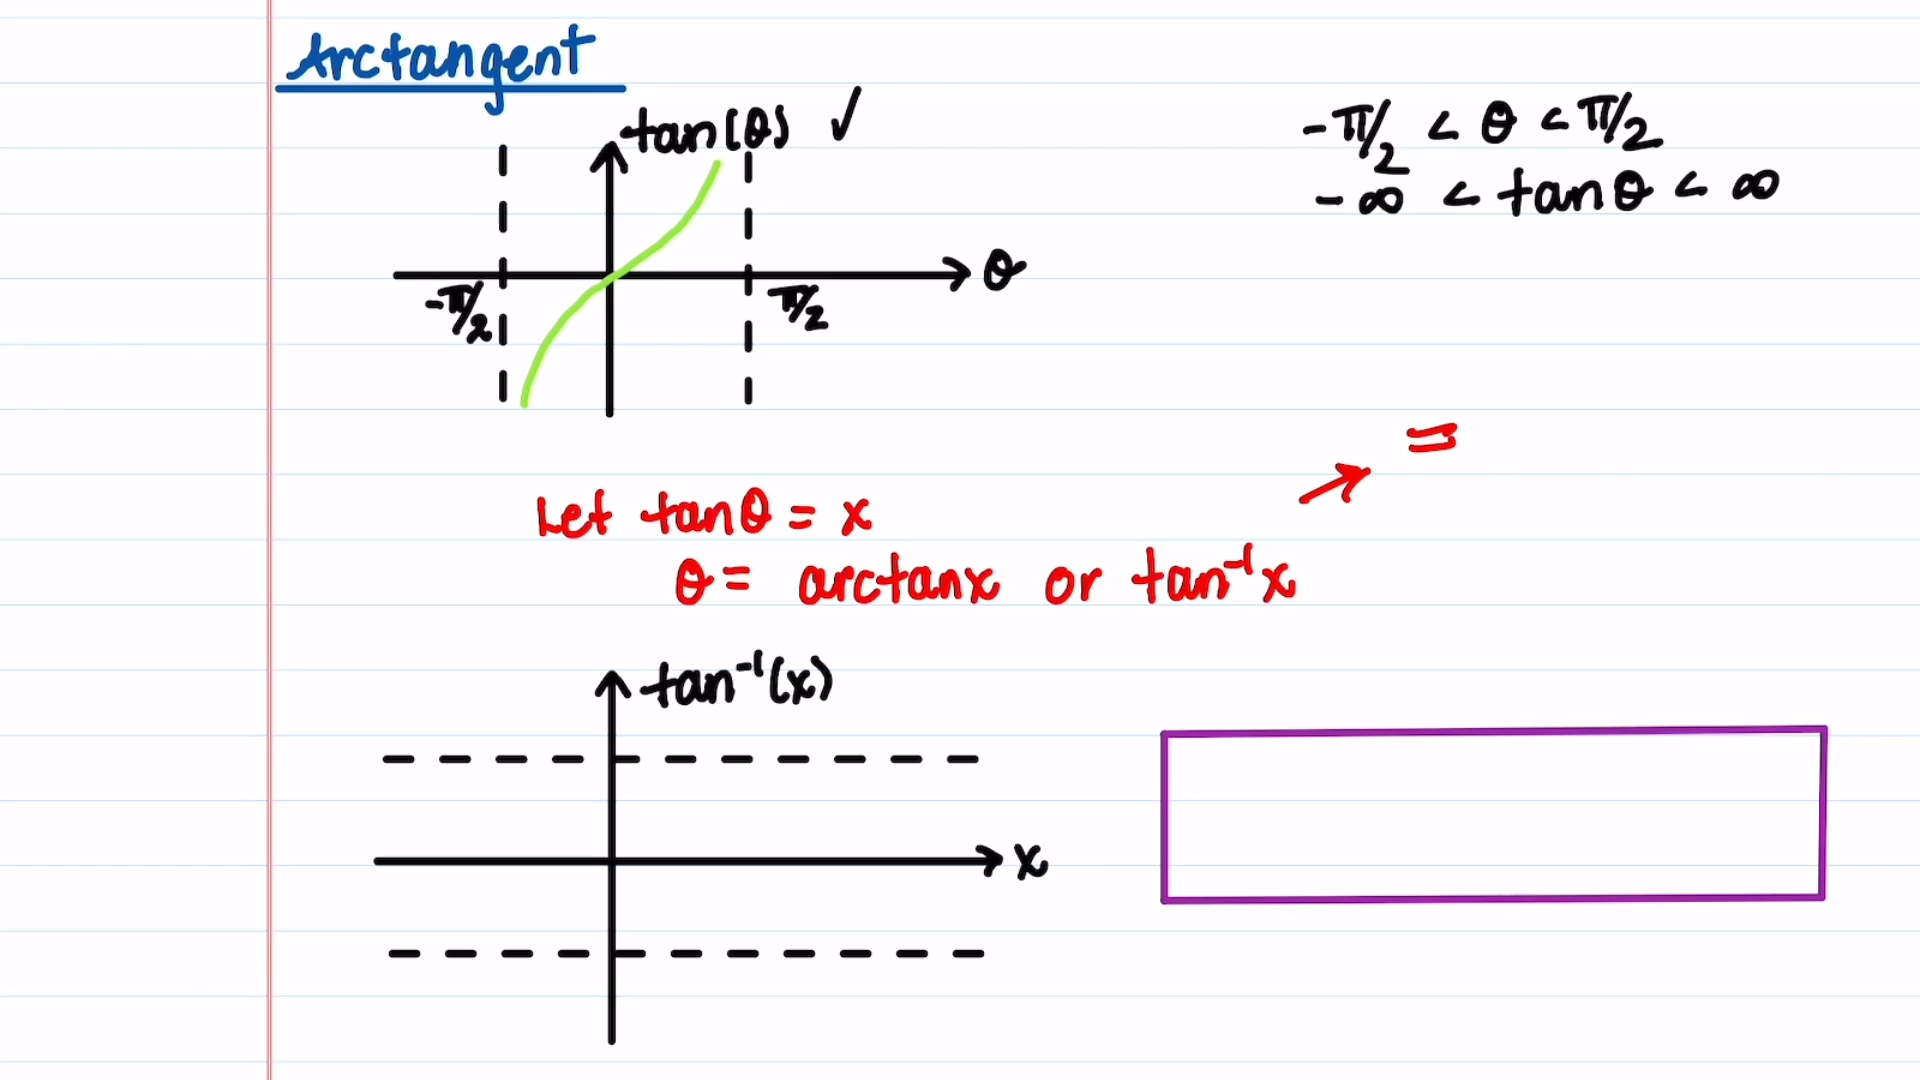 Arctangent
tan(θ) ✓
-π/2 < θ < π/2
-∞ < tanθ < ∞
θ
-π/2
π/2
=
Let tanθ = x
θ = arctanx or tan⁻¹x
tan⁻¹(x)
x